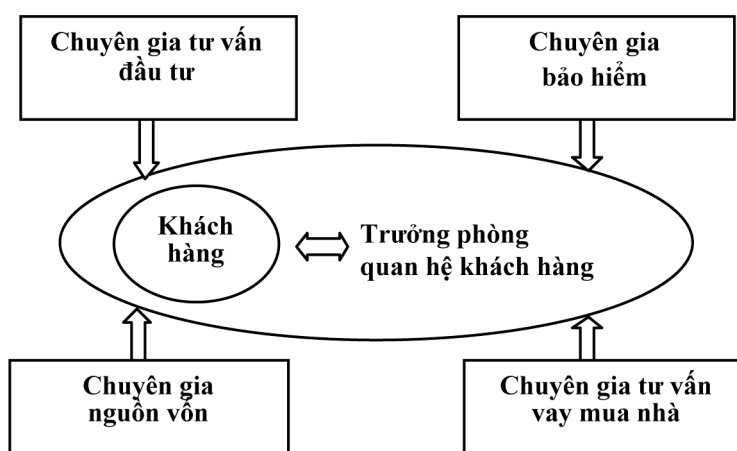 Chuyên gia tư vấn
đầu tư
Chuyên gia
bảo hiểm
Khách
hàng
Trưởng phòng
quan hệ khách hàng
Chuyên gia
nguồn vốn
Chuyên gia tư vấn
vay mua nhà